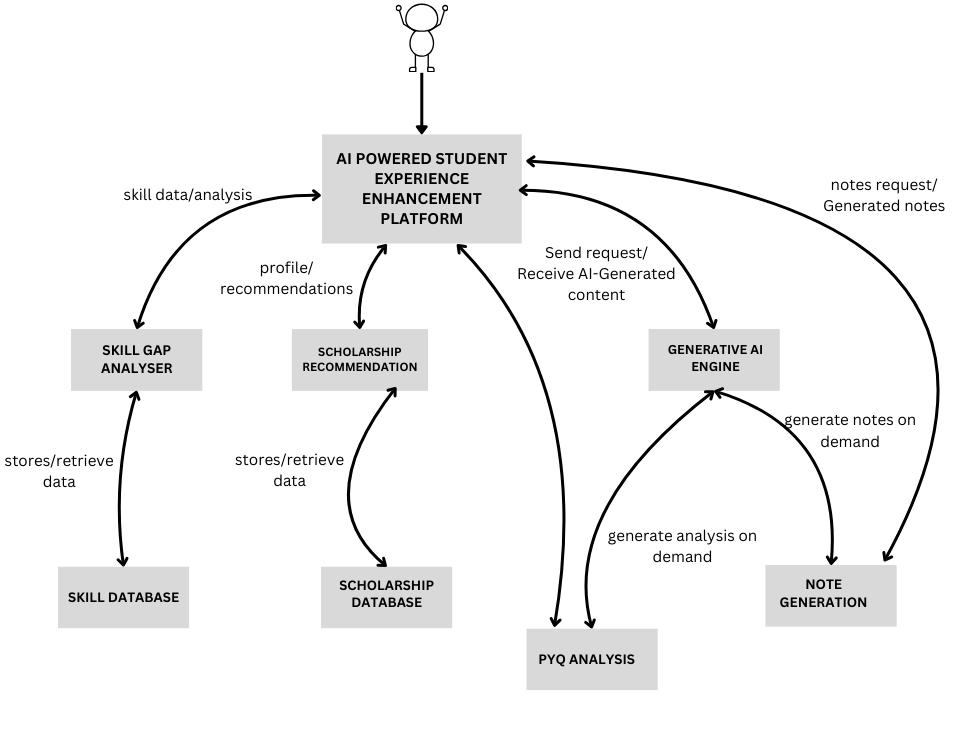 AI POWERED STUDENT
EXPERIENCE
ENHANCEMENT
PLATFORM
skill data/analysis
notes request/
Generated notes
profile/
recommendations
Send request/
Receive AI-Generated
content
SKILL GAP
ANALYSER
SCHOLARSHIP
RECOMMENDATION
GENERATIVE AI
ENGINE
generate notes on
demand
stores/retrieve
data
stores/retrieve
data
generate analysis on
demand
SKILL DATABASE
SCHOLARSHIP
DATABASE
NOTE
GENERATION
PYQ ANALYSIS